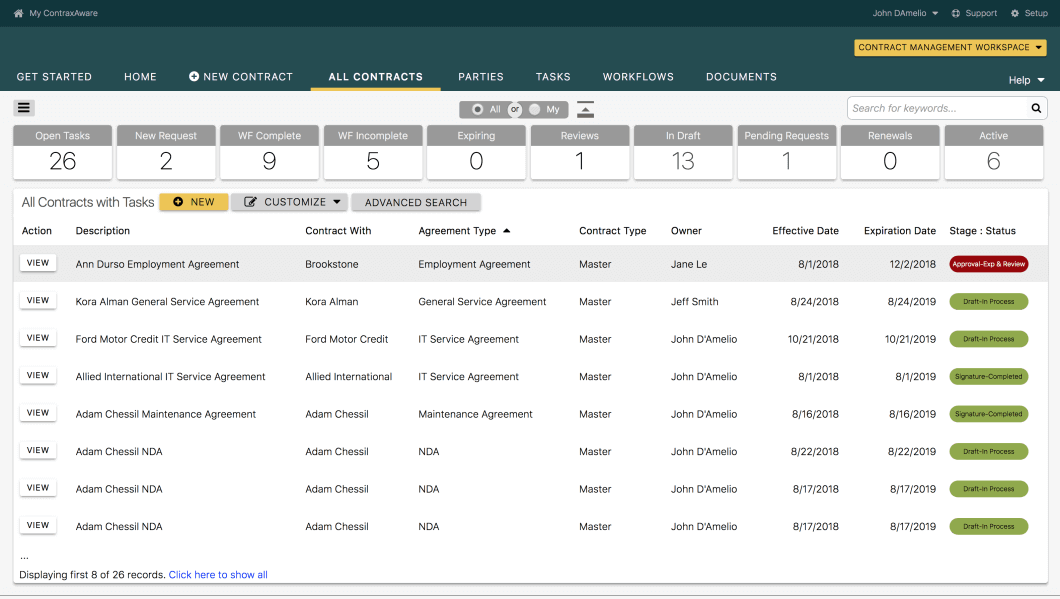 My ContraxAware John DAmelio Support Setup
CONTRACT MANAGEMENT WORKSPACE
GET STARTED HOME NEW CONTRACT ALL CONTRACTS PARTIES TASKS WORKFLOWS DOCUMENTS Help
All or My Search for keywords...
Open Tasks New Request WF Complete WF Incomplete Expiring Reviews In Draft Pending Requests Renewals Active
26 2 9 5 0 1 13 1 0 6
All Contracts with Tasks NEW CUSTOMIZE ADVANCED SEARCH
Action Description Contract With Agreement Type Contract Type Owner Effective Date Expiration Date Stage : Status
VIEW Ann Durso Employment Agreement Brookstone Employment Agreement Master Jane Le 8/1/2018 12/2/2018 Approval-Exp & Review
VIEW Kora Alman General Service Agreement Kora Alman General Service Agreement Master Jeff Smith 8/24/2018 8/24/2019 Draft-In Process
VIEW Ford Motor Credit IT Service Agreement Ford Motor Credit IT Service Agreement Master John D'Amelio 10/21/2018 10/21/2019 Draft-In Process
VIEW Allied International IT Service Agreement Allied International IT Service Agreement Master John D'Amelio 8/1/2018 8/1/2019 Signature-Completed
VIEW Adam Chessil Maintenance Agreement Adam Chessil Maintenance Agreement Master John D'Amelio 8/16/2018 8/16/2019 Signature-Completed
VIEW Adam Chessil NDA Adam Chessil NDA Master John D'Amelio 8/22/2018 8/22/2019 Draft-In Process
VIEW Adam Chessil NDA Adam Chessil NDA Master John D'Amelio 8/17/2018 8/17/2019 Draft-In Process
VIEW Adam Chessil NDA Adam Chessil NDA Master John D'Amelio 8/17/2018 8/17/2019 Draft-In Process
...
Displaying first 8 of 26 records. Click here to show all